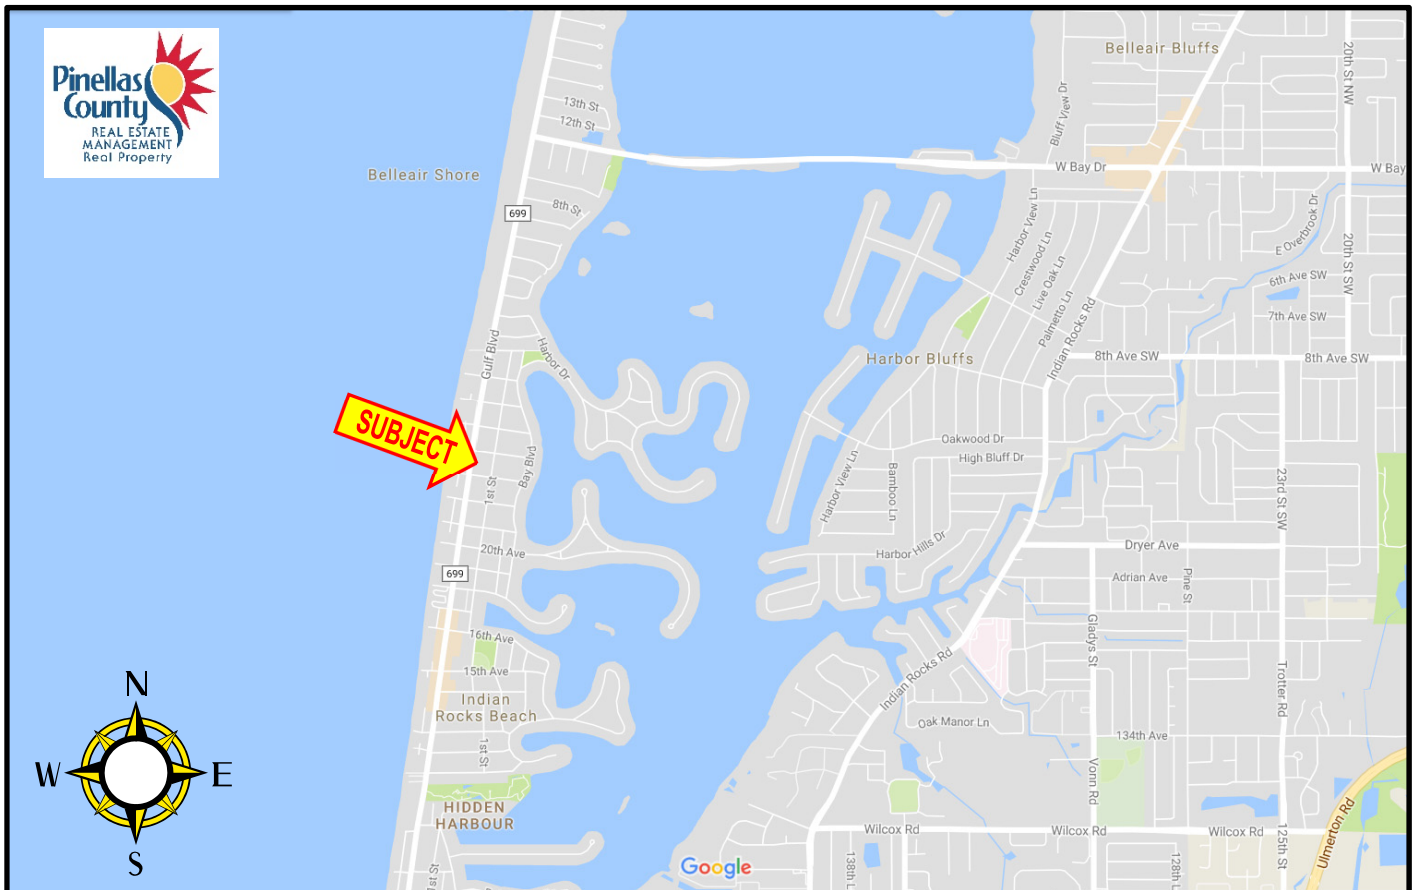 Pinellas
County
REAL ESTATE
MANAGEMENT
Real Property
Belleair Bluffs
20th St NW
13th St
12th St
Bluff View Dr
W Bay Dr
W Bay
Belleair Shore
8th St
699
Harbor View Ln
Crestwood Ln
Live Oak Ln
Palmetto Ln
Indian Rocks Rd
E Overbrook Dr
20th St SW
6th Ave SW
7th Ave SW
Gulf Blvd
Harbor Dr
Harbor Bluffs
8th Ave SW
8th Ave SW
SUBJECT
Oakwood Dr
High Bluff Dr
Bay Blvd
1st St
Harbor View Ln
Bamboo Ln
23rd St SW
20th Ave
Harbor Hills Dr
Dryer Ave
699
Adrian Ave
Pine St
16th Ave
Gladys St
15th Ave
Indian Rocks Rd
Trotter Rd
Indian
Rocks Beach
Oak Manor Ln
134th Ave
1st St
Vonn Rd
N
W
E
S
HIDDEN
HARBOUR
Wilcox Rd
Wilcox Rd
Wilcox Rd
Ulmerton Rd
125th St
138th L
128th L
1st St
Google